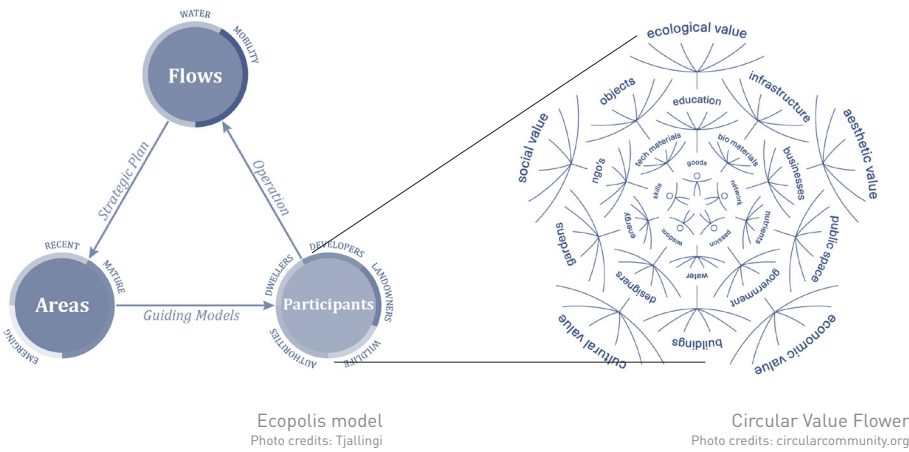 WATER
MOBILITY
Flows
Strategic Plan
Operation
RECENT
MATURE
EMERGING
Areas
Guiding Models
DWELLERS
DEVELOPERS
LANDOWNERS
WILDLIFE
AUTHORITIES
Participants
ecological value
objects
infrastructure
education
social value
aesthetic value
tech materials
bio materials
ngo's
businesses
goods
skills
network
energy
nutrients
wisdom
passion
gardens
public space
water
designers
government
buildings
cultural value
economic value
Ecopolis model
Photo credits: Tjallingi
Circular Value Flower
Photo credits: circularcommunity.org